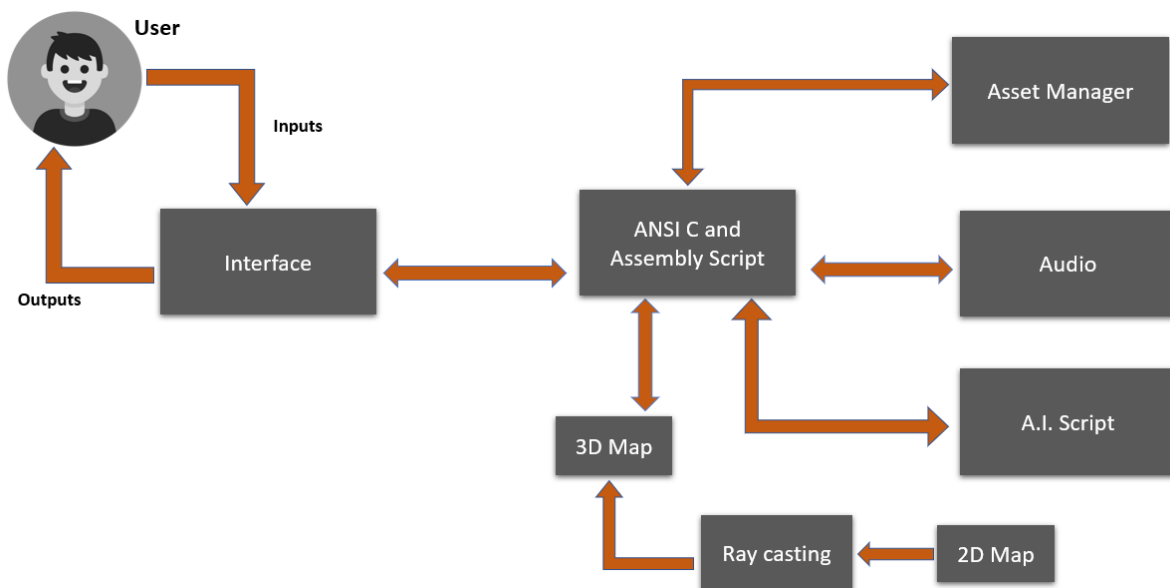 User
Inputs
Outputs
Interface
ANSI C and
Assembly Script
Asset Manager
Audio
A.I. Script
3D Map
Ray casting
2D Map